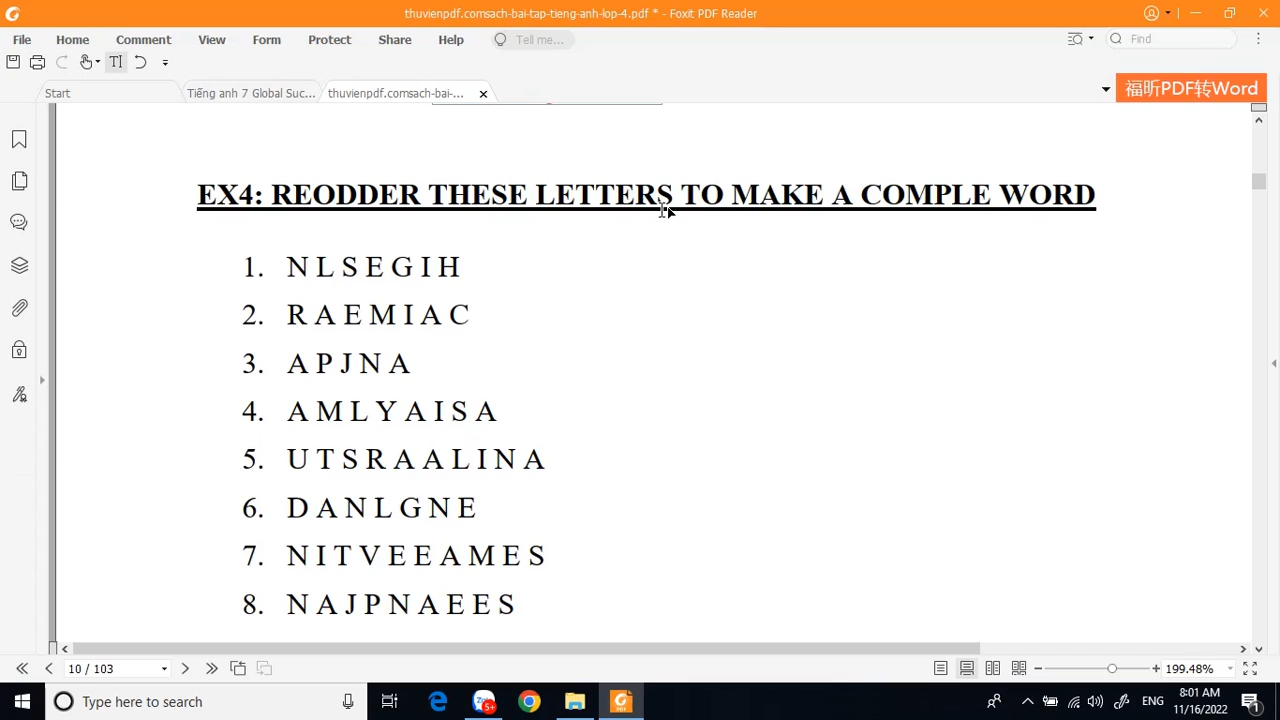 thuvienpdf.comsach-bai-tap-tieng-anh-lop-4.pdf * - Foxit PDF Reader
File Home Comment View Form Protect Share Help Tell me... Find
Start Tiếng anh 7 Global Suc... thuvienpdf.comsach-bai-... 福昕PDF转Word
EX4: REODDER THESE LETTERS TO MAKE A COMPLE WORD
1. N L S E G I H
2. R A E M I A C
3. A P J N A
4. A M L Y A I S A
5. U T S R A A L I N A
6. D A N L G N E
7. N I T V E E A M E S
8. N A J P N A E E S
10 / 103 199.48%
Type here to search 5+ ENG 8:01 AM
11/16/2022 1